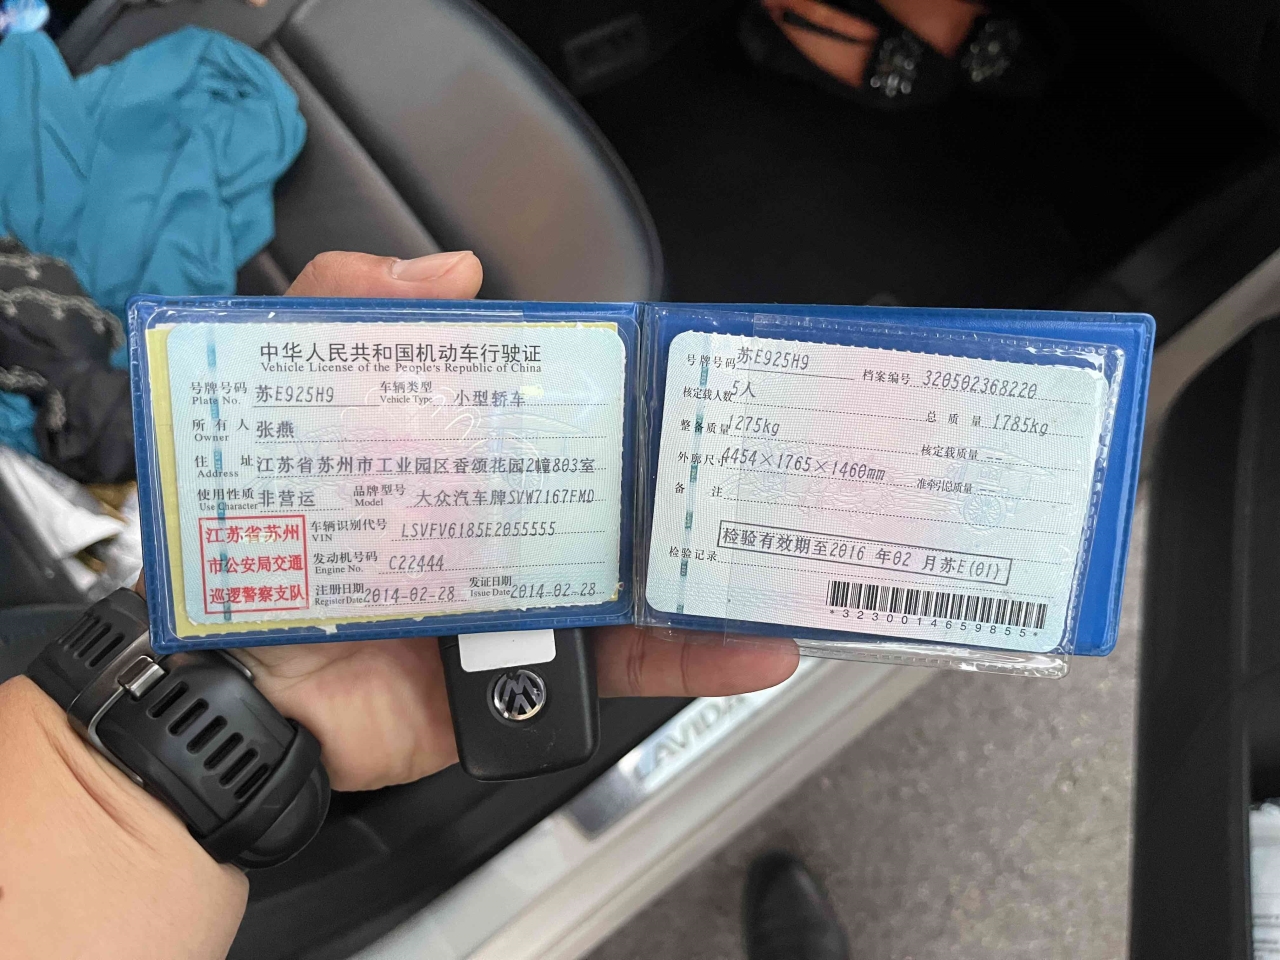 中华人民共和国机动车行驶证
Vehicle License of the People's Republic of China
号牌号码 苏E925H9 车辆类型 小型轿车
Plate No. Vehicle Type
所有人 张燕
Owner
住址 江苏省苏州市工业园区香颂花园2幢803室
Address
使用性质 非营运 品牌型号 大众汽车牌SVW7167FMD
Use Character Model
江苏省苏州
市公安局交通
巡逻警察支队
车辆识别代号 LSVFV6185E2055555
VIN
发动机号码 C22444
Engine No.
注册日期 2014-02-28 发证日期 2014-02-28
Register Date Issue Date
号牌号码 苏E925H9 档案编号 320502368220
核定载人数 5人 总质量 1785kg
整备质量 1275kg 核定载质量 --
外廓尺寸 4454×1765×1460mm 准牵引总质量
备注
检验有效期至2016 年02 月苏E(01)
检验记录
*3230014659855*
LAVIDA